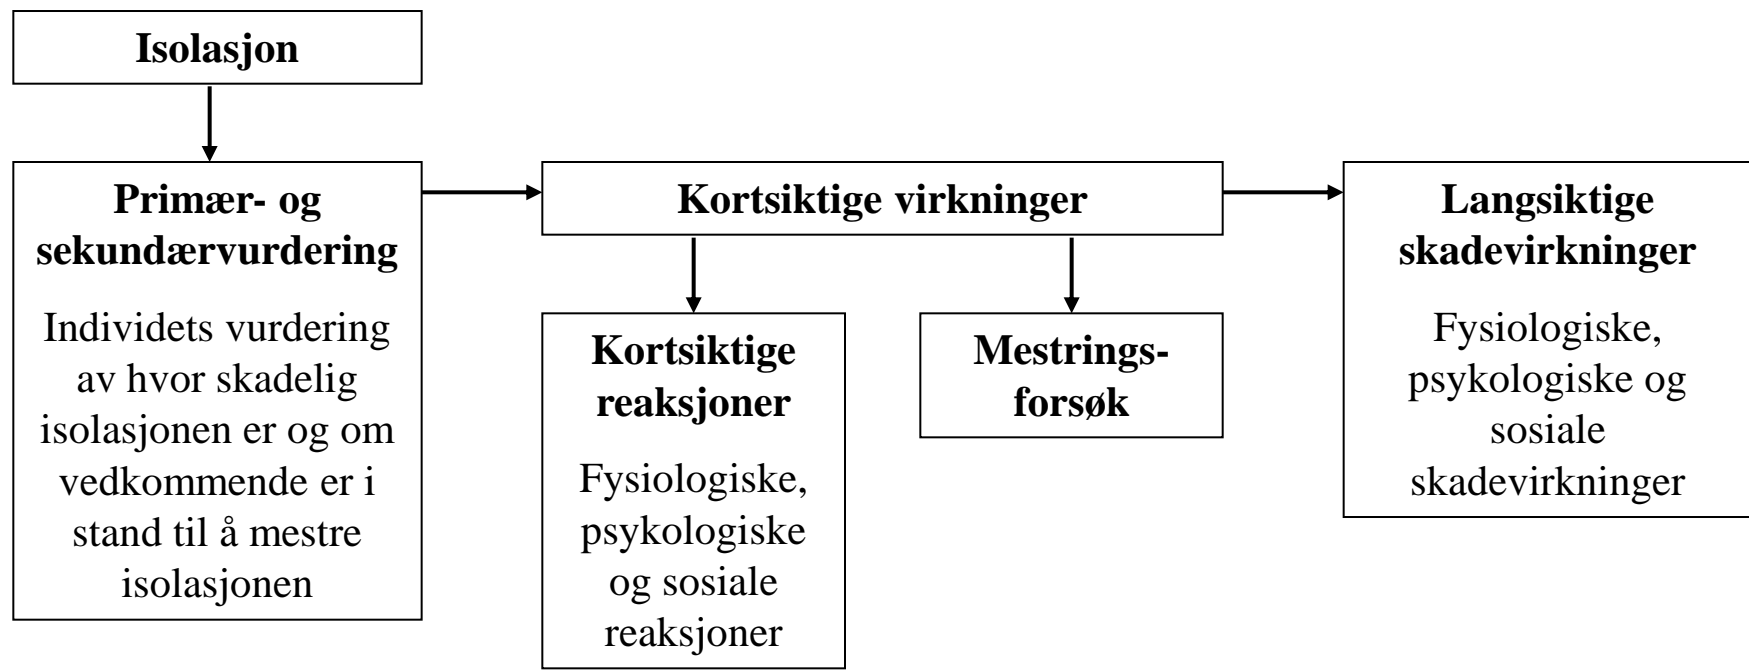 Isolasjon
Primær- og
sekundærvurdering
Individets vurdering
av hvor skadelig
isolasjonen er og om
vedkommende er i
stand til å mestre
isolasjonen
Kortsiktige virkninger
Kortsiktige
reaksjoner
Fysiologiske,
psykologiske
og sosiale
reaksjoner
Mestrings-
forsøk
Langsiktige
skadevirkninger
Fysiologiske,
psykologiske og
sosiale
skadevirkninger